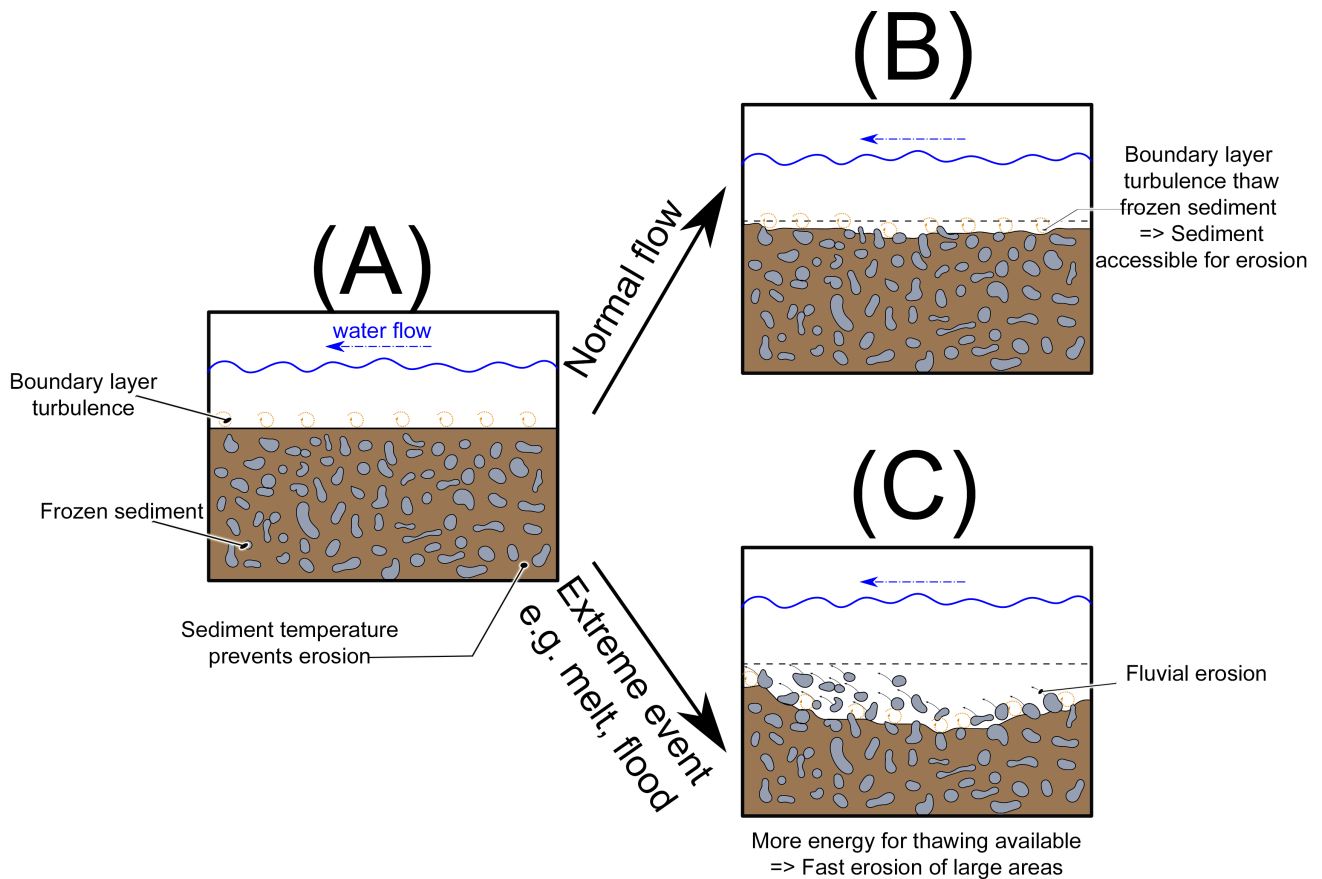 (A)
water flow
Boundary layer
turbulence
Frozen sediment
Sediment temperature
prevents erosion
Normal flow
Extreme event
e.g. melt, flood
(B)
Boundary layer
turbulence thaw
frozen sediment
=> Sediment
accessible for erosion
(C)
Fluvial erosion
More energy for thawing available
=> Fast erosion of large areas